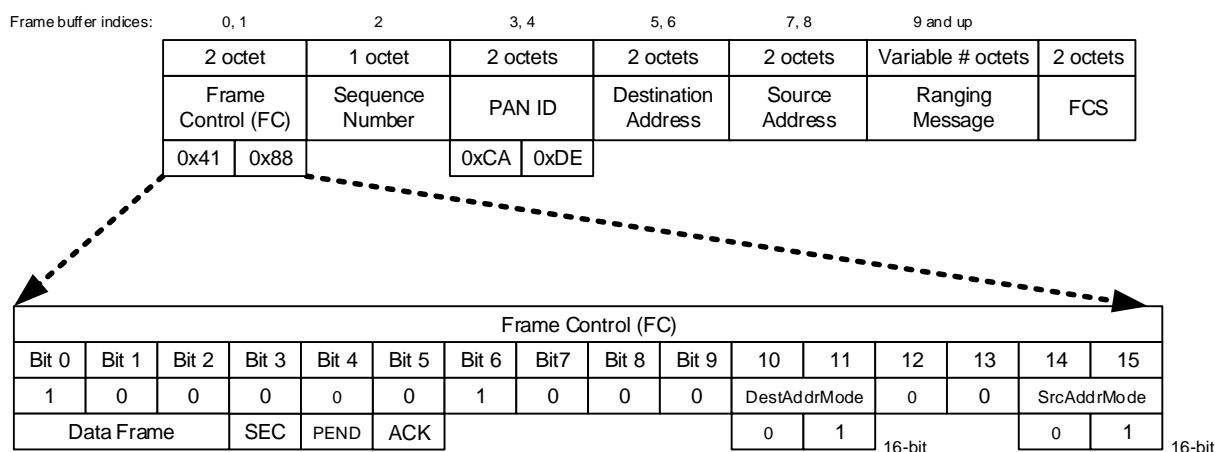 Frame buffer indices: 0, 1 2 3, 4 5, 6 7, 8 9 and up
2 octet 1 octet 2 octets 2 octets 2 octets Variable # octets 2 octets
Frame Sequence PAN ID Destination Source Ranging FCS
Control (FC) Number Address Address Message
0x41 0x88 0xCA 0xDE
Frame Control (FC)
Bit 0 Bit 1 Bit 2 Bit 3 Bit 4 Bit 5 Bit 6 Bit7 Bit 8 Bit 9 10 11 12 13 14 15
1 0 0 0 0 0 1 0 0 0 DestAddrMode 0 0 SrcAddrMode
Data Frame SEC PEND ACK 0 1 16-bit 0 1 16-bit